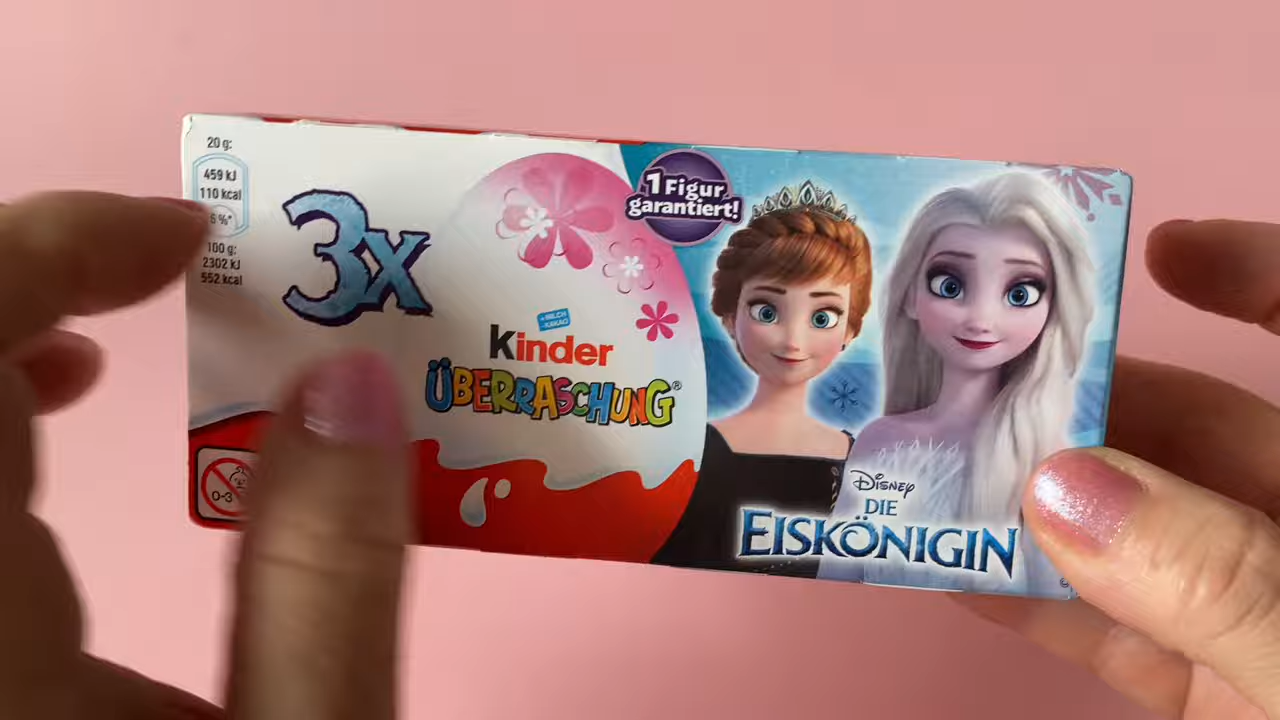 20 g:
459 kJ
110 kcal
6 %*
100 g:
2302 kJ
552 kcal
0-3
3x
+MILCH
-KAKAO
Kinder
ÜBERRASCHUNG®
1 Figur
garantiert!
Disney
DIE
EISKÖNIGIN